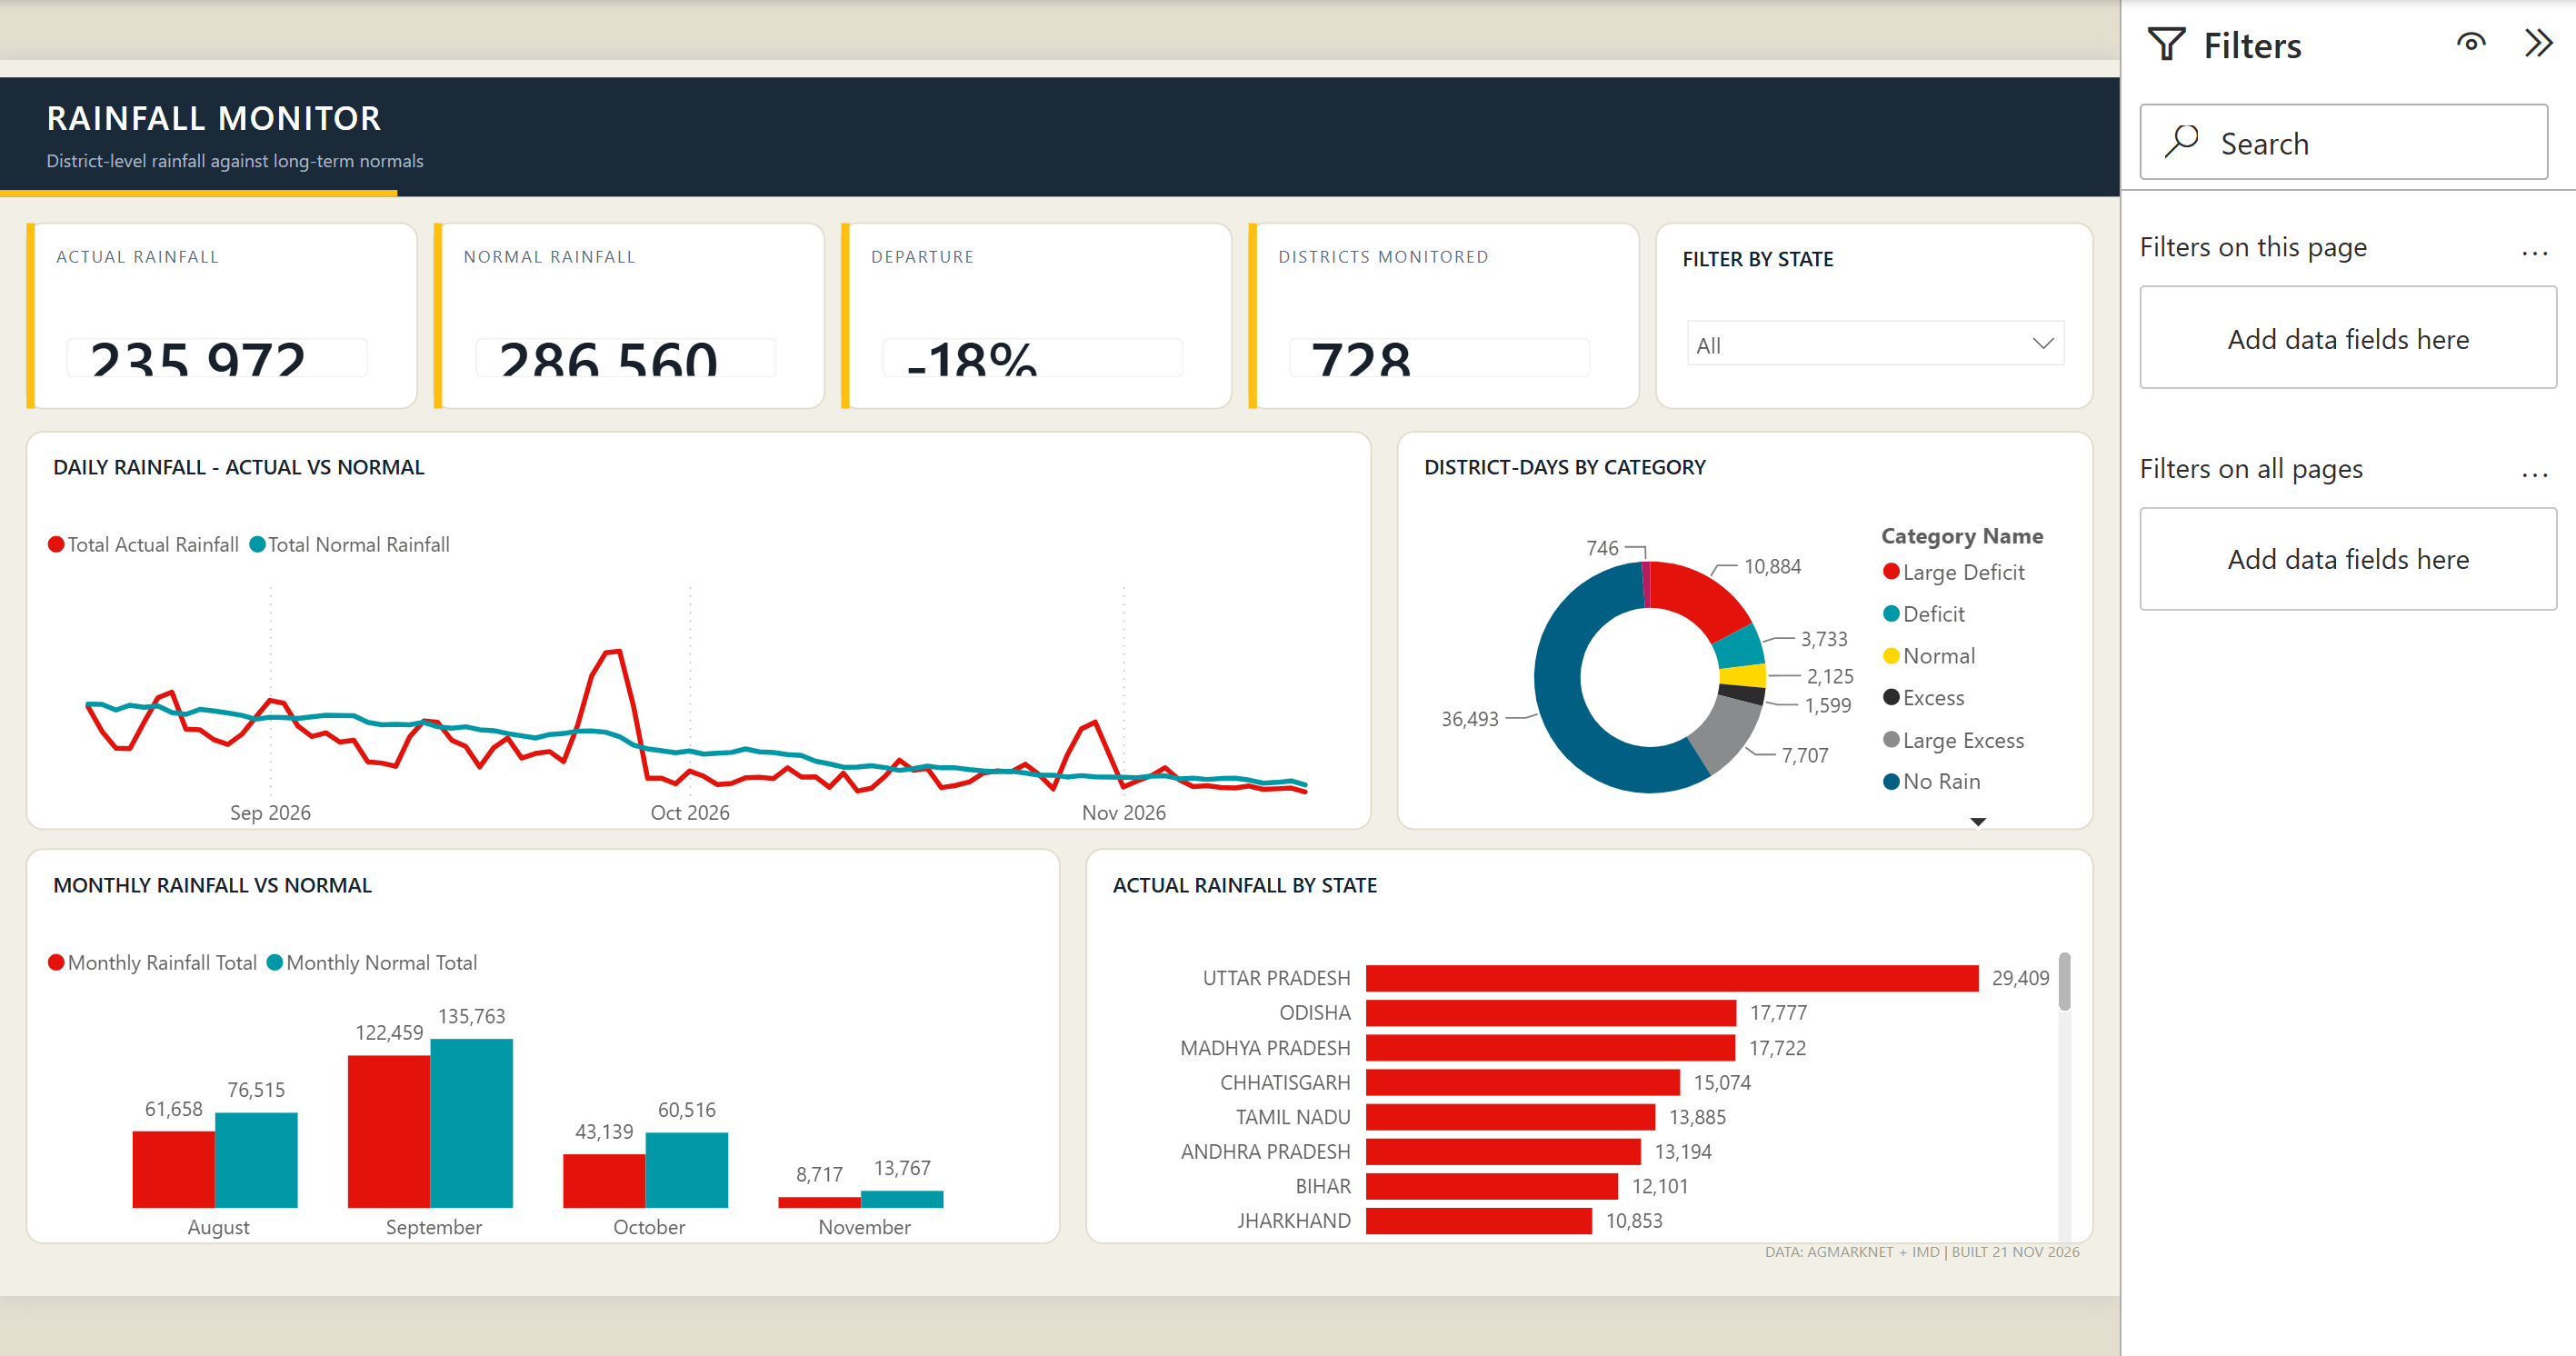 RAINFALL MONITOR
District-level rainfall against long-term normals
ACTUAL RAINFALL
235,972
NORMAL RAINFALL
286,560
DEPARTURE
-18%
DISTRICTS MONITORED
728
FILTER BY STATE
All
DAILY RAINFALL - ACTUAL VS NORMAL
Total Actual Rainfall Total Normal Rainfall
Sep 2026 Oct 2026 Nov 2026
DISTRICT-DAYS BY CATEGORY
746
10,884
3,733
2,125
1,599
7,707
36,493
Category Name
Large Deficit
Deficit
Normal
Excess
Large Excess
No Rain
MONTHLY RAINFALL VS NORMAL
Monthly Rainfall Total Monthly Normal Total
61,658 76,515
122,459 135,763
43,139 60,516
8,717 13,767
August September October November
ACTUAL RAINFALL BY STATE
UTTAR PRADESH 29,409
ODISHA 17,777
MADHYA PRADESH 17,722
CHHATISGARH 15,074
TAMIL NADU 13,885
ANDHRA PRADESH 13,194
BIHAR 12,101
JHARKHAND 10,853
DATA: AGMARKNET + IMD | BUILT 21 NOV 2026
Filters
Search
Filters on this page ...
Add data fields here
Filters on all pages ...
Add data fields here